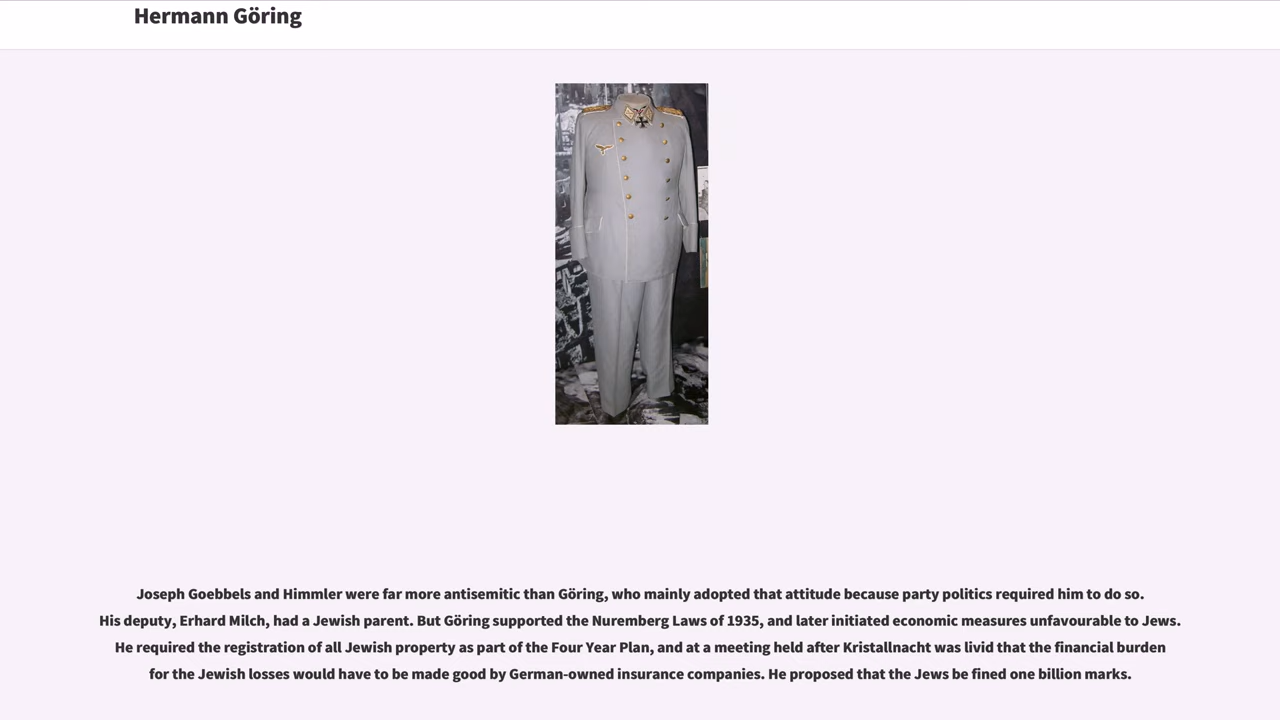 Hermann Göring
Joseph Goebbels and Himmler were far more antisemitic than Göring, who mainly adopted that attitude because party politics required him to do so.
His deputy, Erhard Milch, had a Jewish parent. But Göring supported the Nuremberg Laws of 1935, and later initiated economic measures unfavourable to Jews.
He required the registration of all Jewish property as part of the Four Year Plan, and at a meeting held after Kristallnacht was livid that the financial burden
for the Jewish losses would have to be made good by German-owned insurance companies. He proposed that the Jews be fined one billion marks.